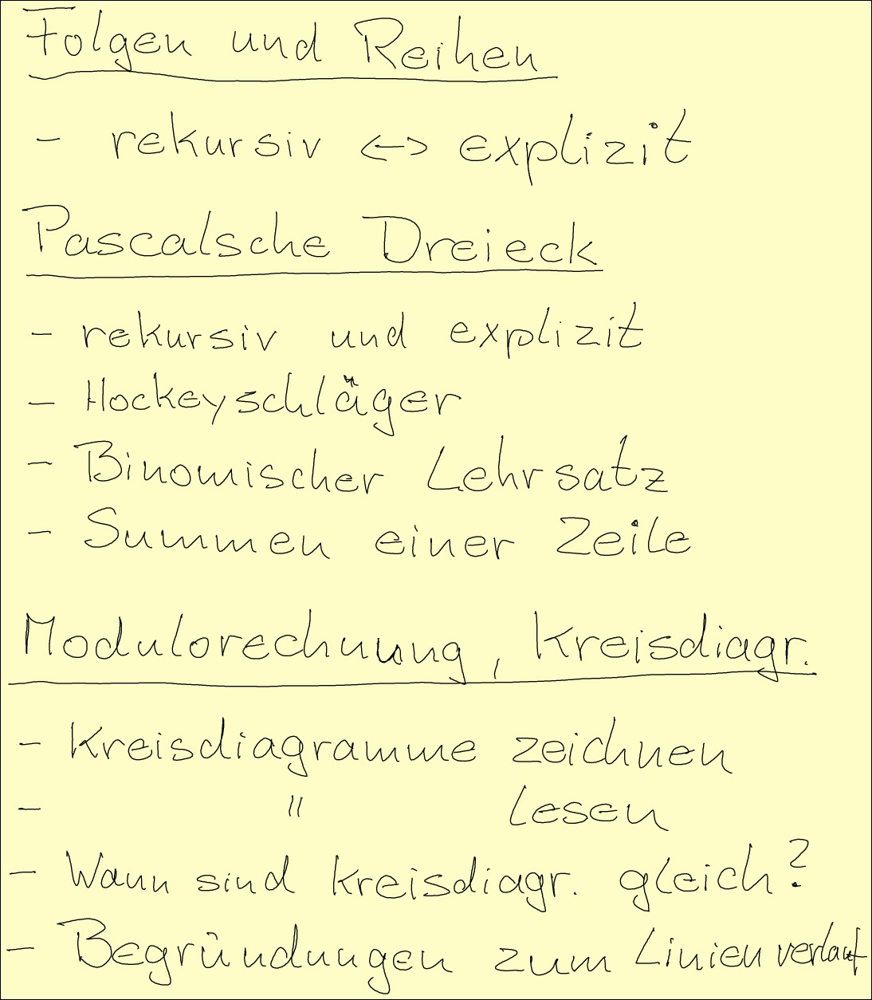 Folgen und Reihen
- rekursiv <-> explizit
Pascalsche Dreieck
- rekursiv und explizit
- Hockeyschläger
- Binomischer Lehrsatz
- Summen einer Zeile
Modulorechnung, Kreisdiagr.
- Kreisdiagramme zeichnen
- " lesen
- Wann sind Kreisdiagr. gleich?
- Begründungen zum Linienverlauf